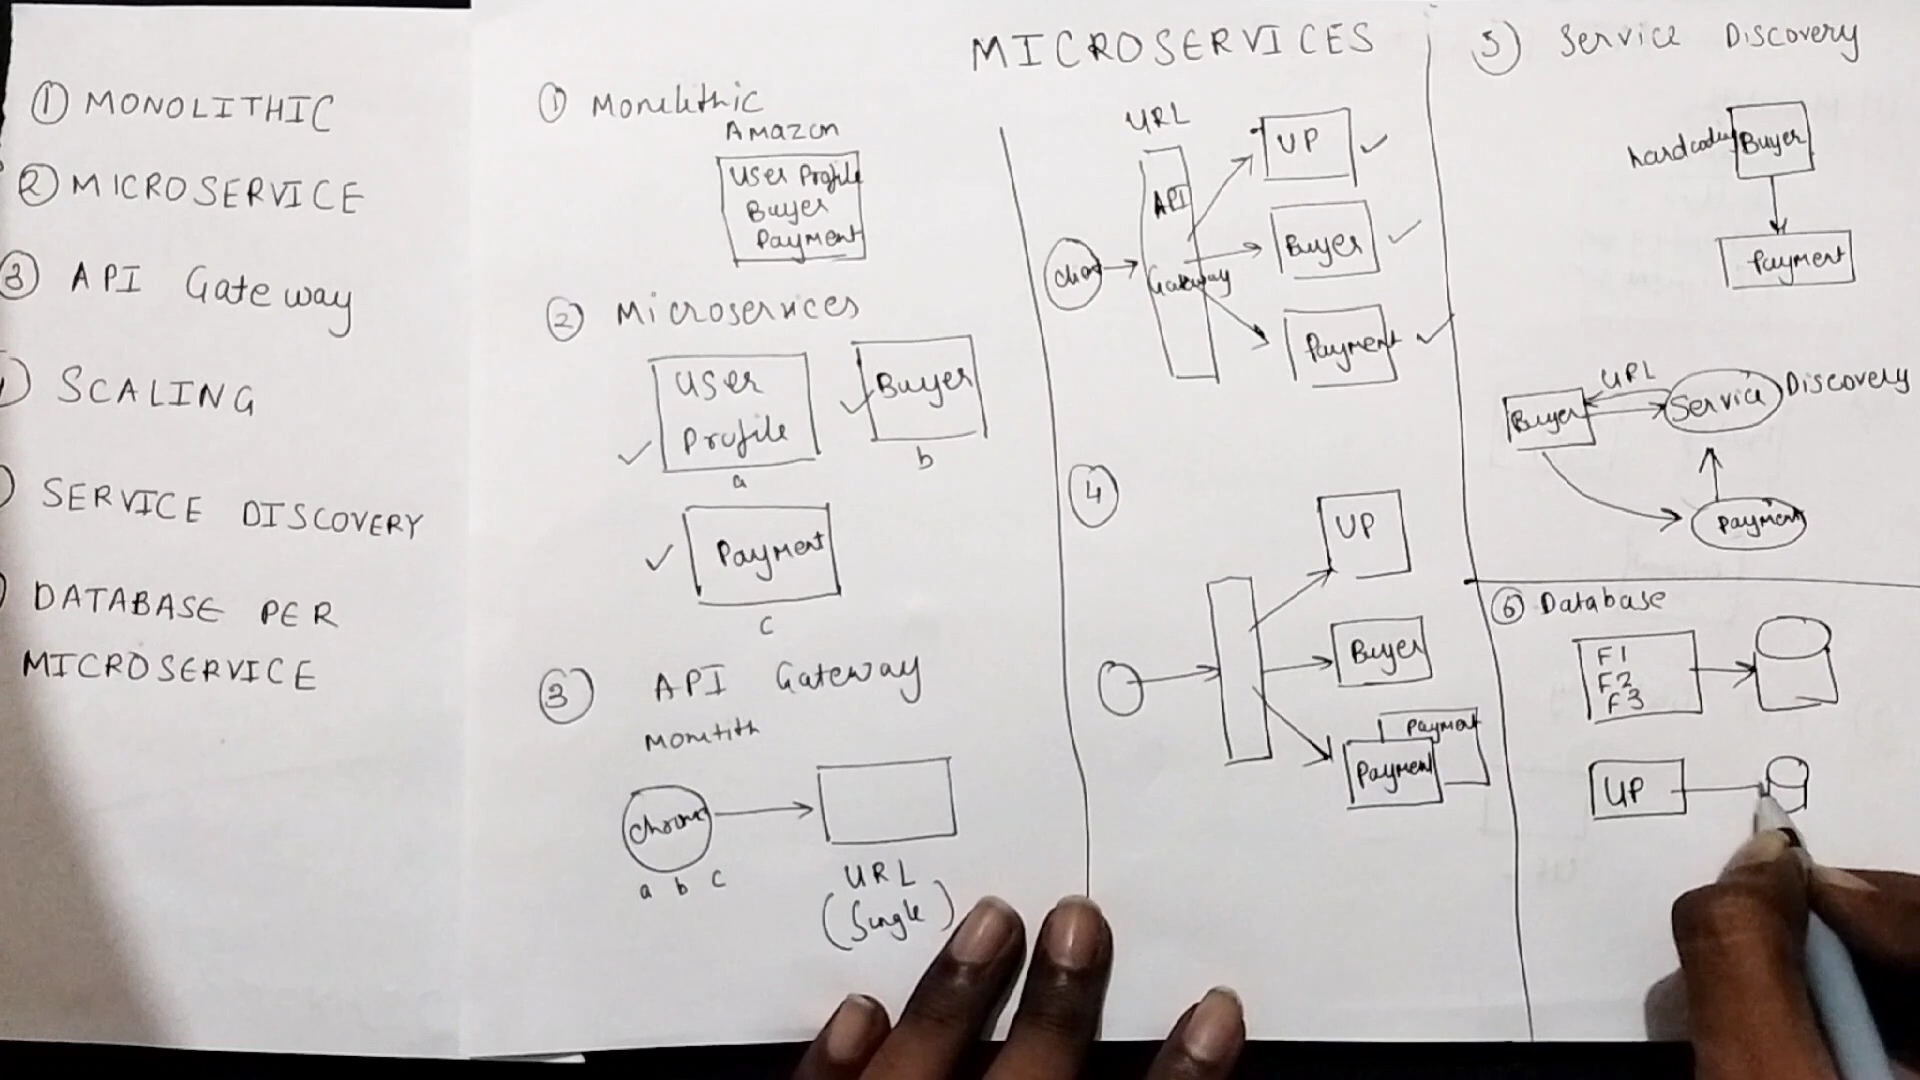 ① MONOLITHIC
② MICROSERVICE
③ API Gateway
SCALING
SERVICE DISCOVERY
DATABASE PER
MICROSERVICE
MICROSERVICES
① Monolithic
Amazon
User Profile
Buyer
Payment
② Microservices
User
Profile
a
Buyer
b
Payment
c
③ API Gateway
Chrome
a b c
URL
(Single)
URL
API
Gateway
UP
Buyer
Payment
④
UP
Buyer
Payment
Payment
5) Service Discovery
Buyer
Payment
Buyer
URL
Service Discovery
Payment
⑥ Database
F1
F2
F3
UP